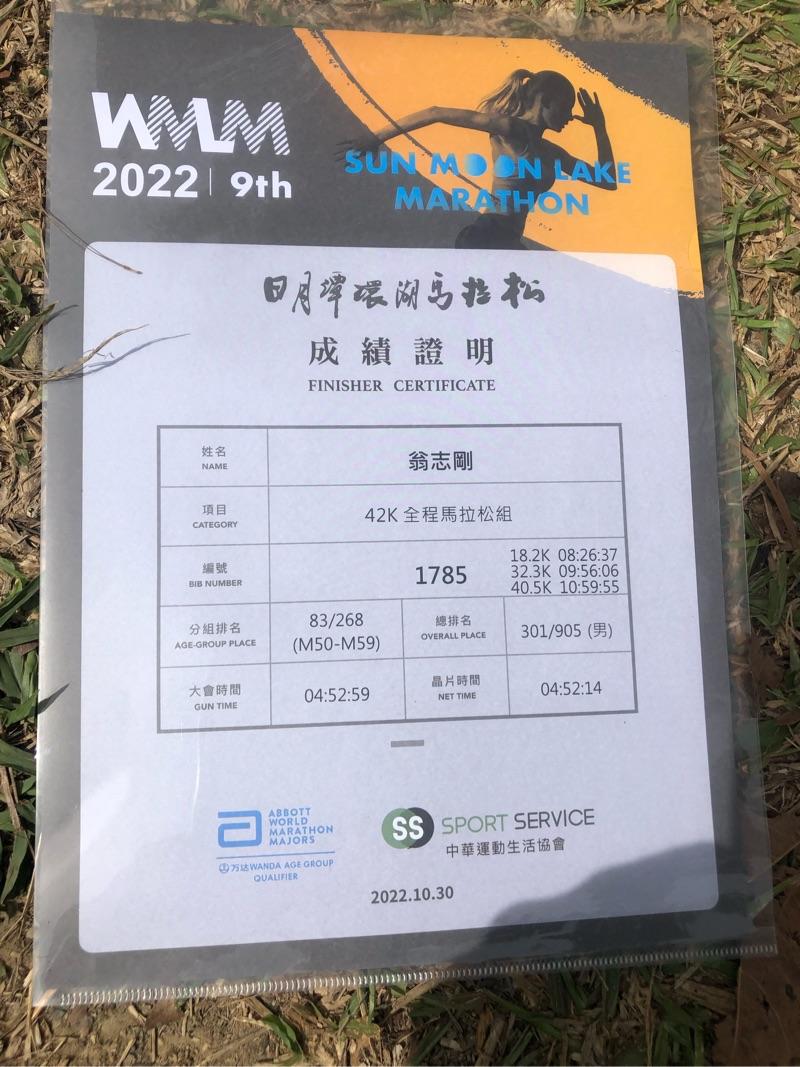 WMLM
2022 | 9th
SUN MOON LAKE
MARATHON
日月潭環湖馬拉松
成績證明
FINISHER CERTIFICATE
姓名
NAME
翁志剛
項目
CATEGORY
42K 全程馬拉松組
編號
BIB NUMBER
1785
18.2K 08:26:37
32.3K 09:56:06
40.5K 10:59:55
分組排名
AGE-GROUP PLACE
83/268
(M50-M59)
總排名
OVERALL PLACE
301/905 (男)
大會時間
GUN TIME
04:52:59
晶片時間
NET TIME
04:52:14
ABBOTT
WORLD
MARATHON
MAJORS
万达WANDA AGE GROUP
QUALIFIER
SS SPORT SERVICE
中華運動生活協會
2022.10.30